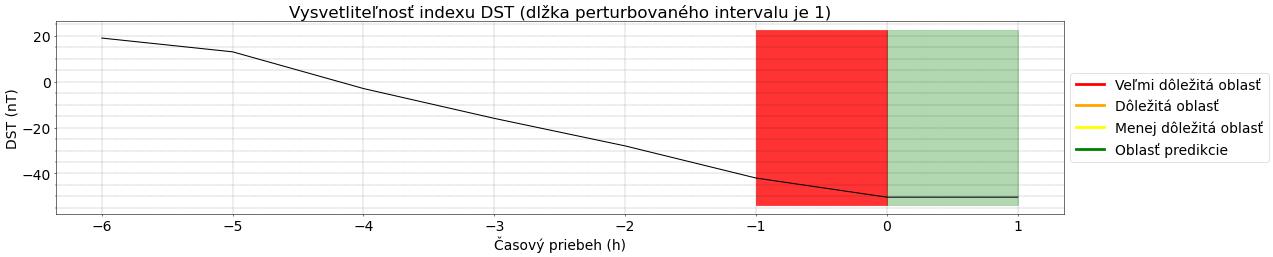 Vysvetliteľnosť indexu DST (dlžka perturbovaného intervalu je 1)
20
0
−20
−40
DST (nT)
−6 −5 −4 −3 −2 −1 0 1
Časový priebeh (h)
Veľmi dôležitá oblasť
Dôležitá oblasť
Menej dôležitá oblasť
Oblasť predikcie